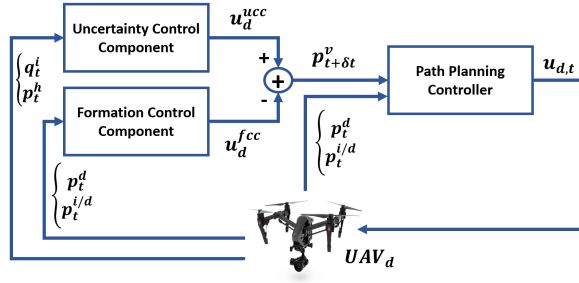 Uncertainty Control
Component
u_d^{ucc}
+
q_t^i
p_t^h
+
p_{t+δt}^v
Path Planning
Controller
u_{d,t}
-
Formation Control
Component
u_d^{fcc}
p_t^d
p_t^{i/d}
p_t^d
p_t^{i/d}
UAV_d